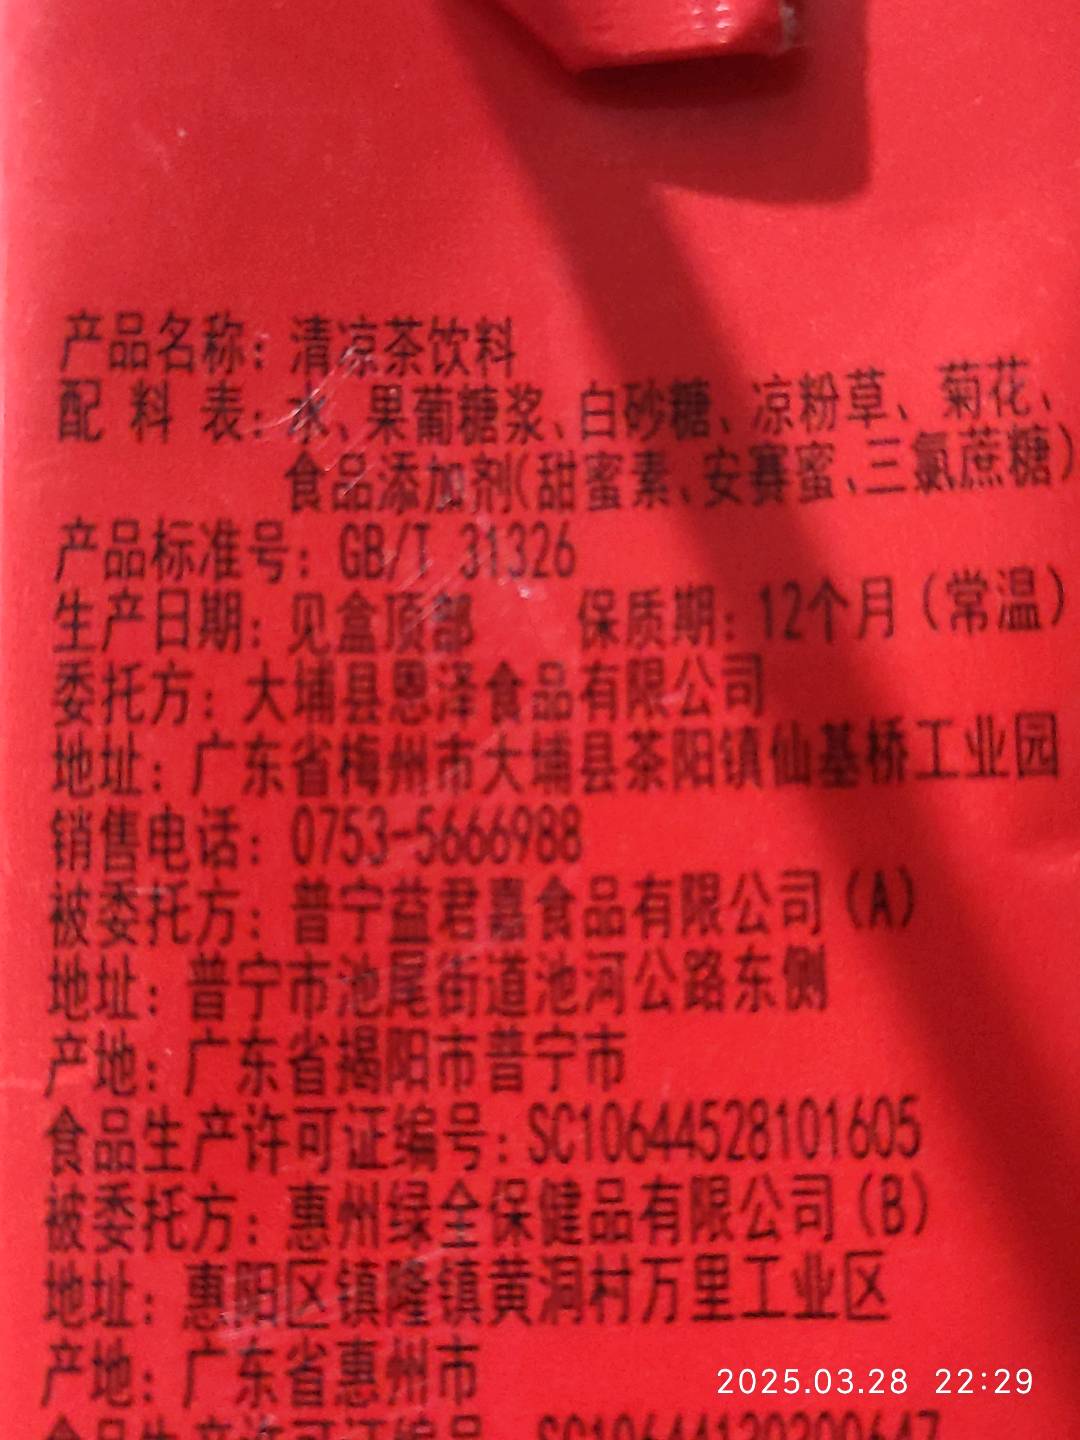 产品名称：清凉茶饮料
配料表：水、果葡糖浆、白砂糖、凉粉草、菊花、
食品添加剂（甜蜜素、安赛蜜、三氯蔗糖）
产品标准号：GB/T 31326
生产日期：见盒顶部 保质期：12个月（常温）
委托方：大埔县恩泽食品有限公司
地址：广东省梅州市大埔县茶阳镇仙基桥工业园
销售电话：0753-5666988
被委托方：普宁益君嘉食品有限公司（A）
地址：普宁市池尾街道池河公路东侧
产地：广东省揭阳市普宁市
食品生产许可证编号：SC10644528101605
被委托方：惠州绿全保健品有限公司（B）
地址：惠阳区镇隆镇黄洞村万里工业区
产地：广东省惠州市
食品生产许可证编号：
2025.03.28 22:29